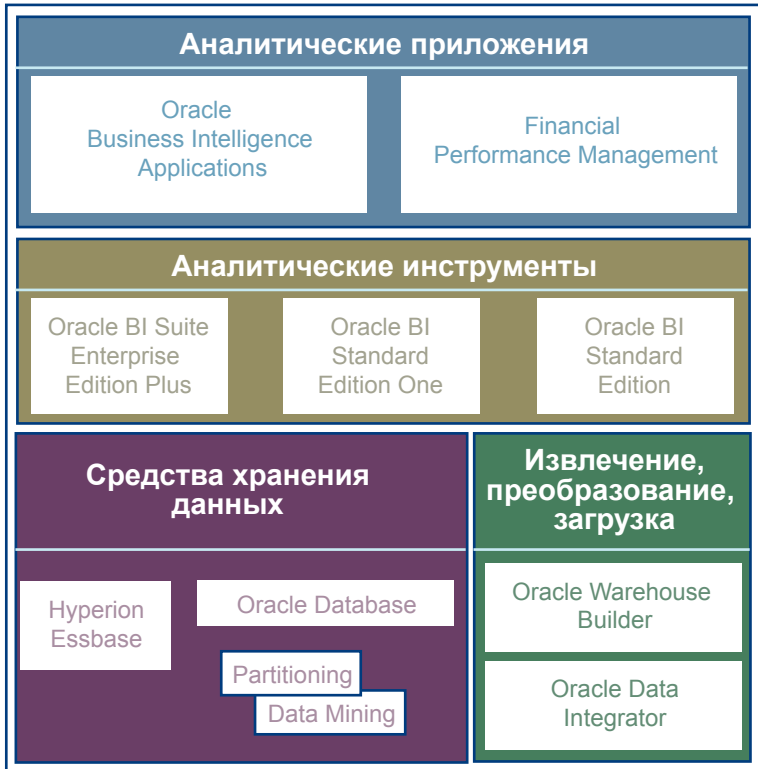 Аналитические приложения
Oracle
Business Intelligence
Applications
Financial
Performance Management
Аналитические инструменты
Oracle BI Suite
Enterprise
Edition Plus
Oracle BI
Standard
Edition One
Oracle BI
Standard
Edition
Средства хранения
данных
Hyperion
Essbase
Oracle Database
Partitioning
Data Mining
Извлечение,
преобразование,
загрузка
Oracle Warehouse
Builder
Oracle Data
Integrator